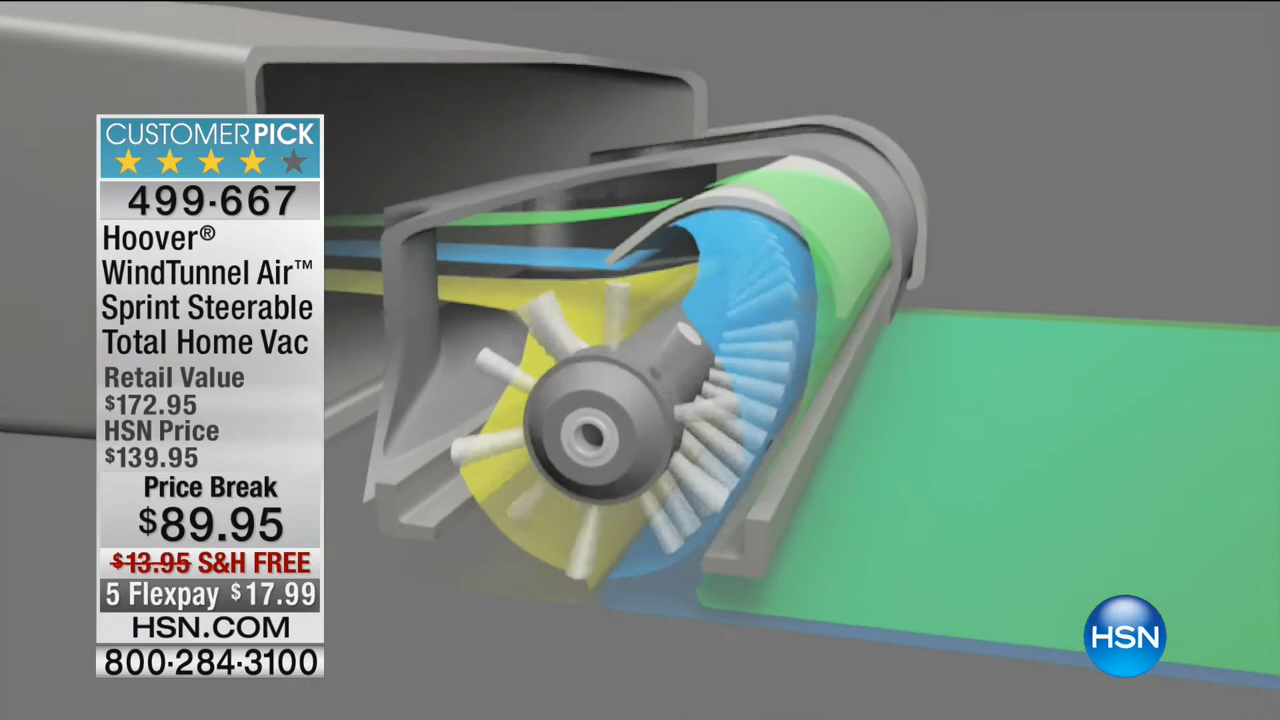 CUSTOMER PICK
499-667
Hoover®
WindTunnel Air™
Sprint Steerable
Total Home Vac
Retail Value
$172.95
HSN Price
$139.95
Price Break
$89.95
$13.95 S&H FREE
5 Flexpay $17.99
HSN.COM
800-284-3100
HSN